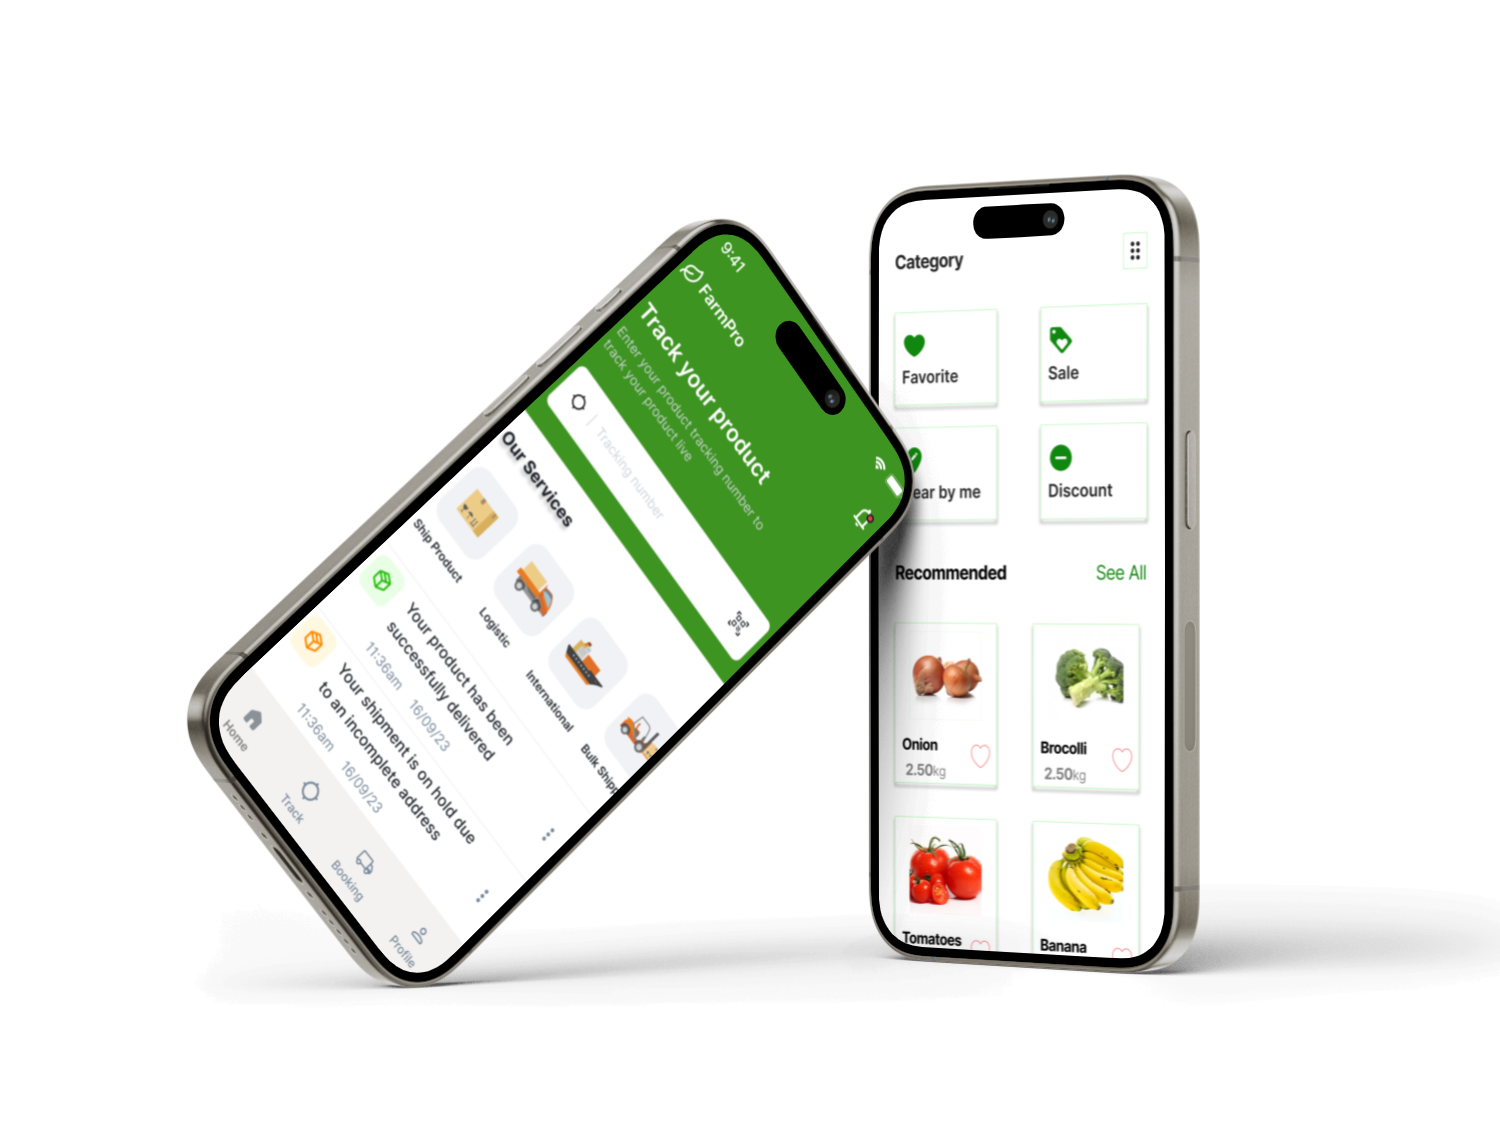 9:41
FarmPro
Track your product
Enter your product tracking number to
track your product live
Tracking number
Our Services
Ship Product
Logistic
International
Bulk Shipp
Your product has been
successfully delivered
11:36am 16/09/23
Your shipment is on hold due
to an incomplete address
11:36am 16/09/23
Home
Track
Booking
Profile
Category
Favorite
Sale
ear by me
Discount
Recommended
See All
Onion
2.50kg
Brocolli
2.50kg
Tomatoes
Banana